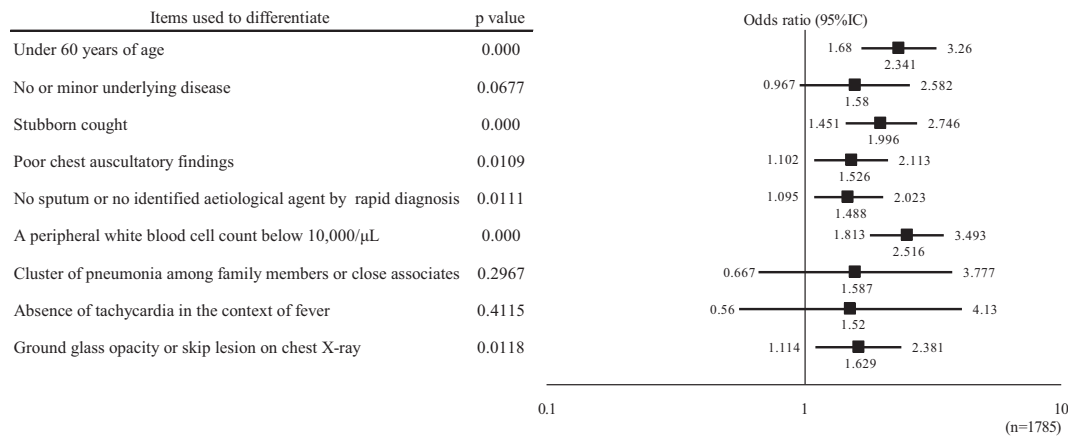 Items used to differentiate p value Odds ratio (95%IC)
Under 60 years of age 0.000 1.68 3.26
2.341
No or minor underlying disease 0.0677 0.967 2.582
1.58
Stubborn cought 0.000 1.451 2.746
1.996
Poor chest auscultatory findings 0.0109 1.102 2.113
1.526
No sputum or no identified aetiological agent by rapid diagnosis 0.0111 1.095 2.023
1.488
A peripheral white blood cell count below 10,000/μL 0.000 1.813 3.493
2.516
Cluster of pneumonia among family members or close associates 0.2967 0.667 3.777
1.587
Absence of tachycardia in the context of fever 0.4115 0.56 4.13
1.52
Ground glass opacity or skip lesion on chest X-ray 0.0118 1.114 2.381
1.629
0.1 1 10
(n=1785)